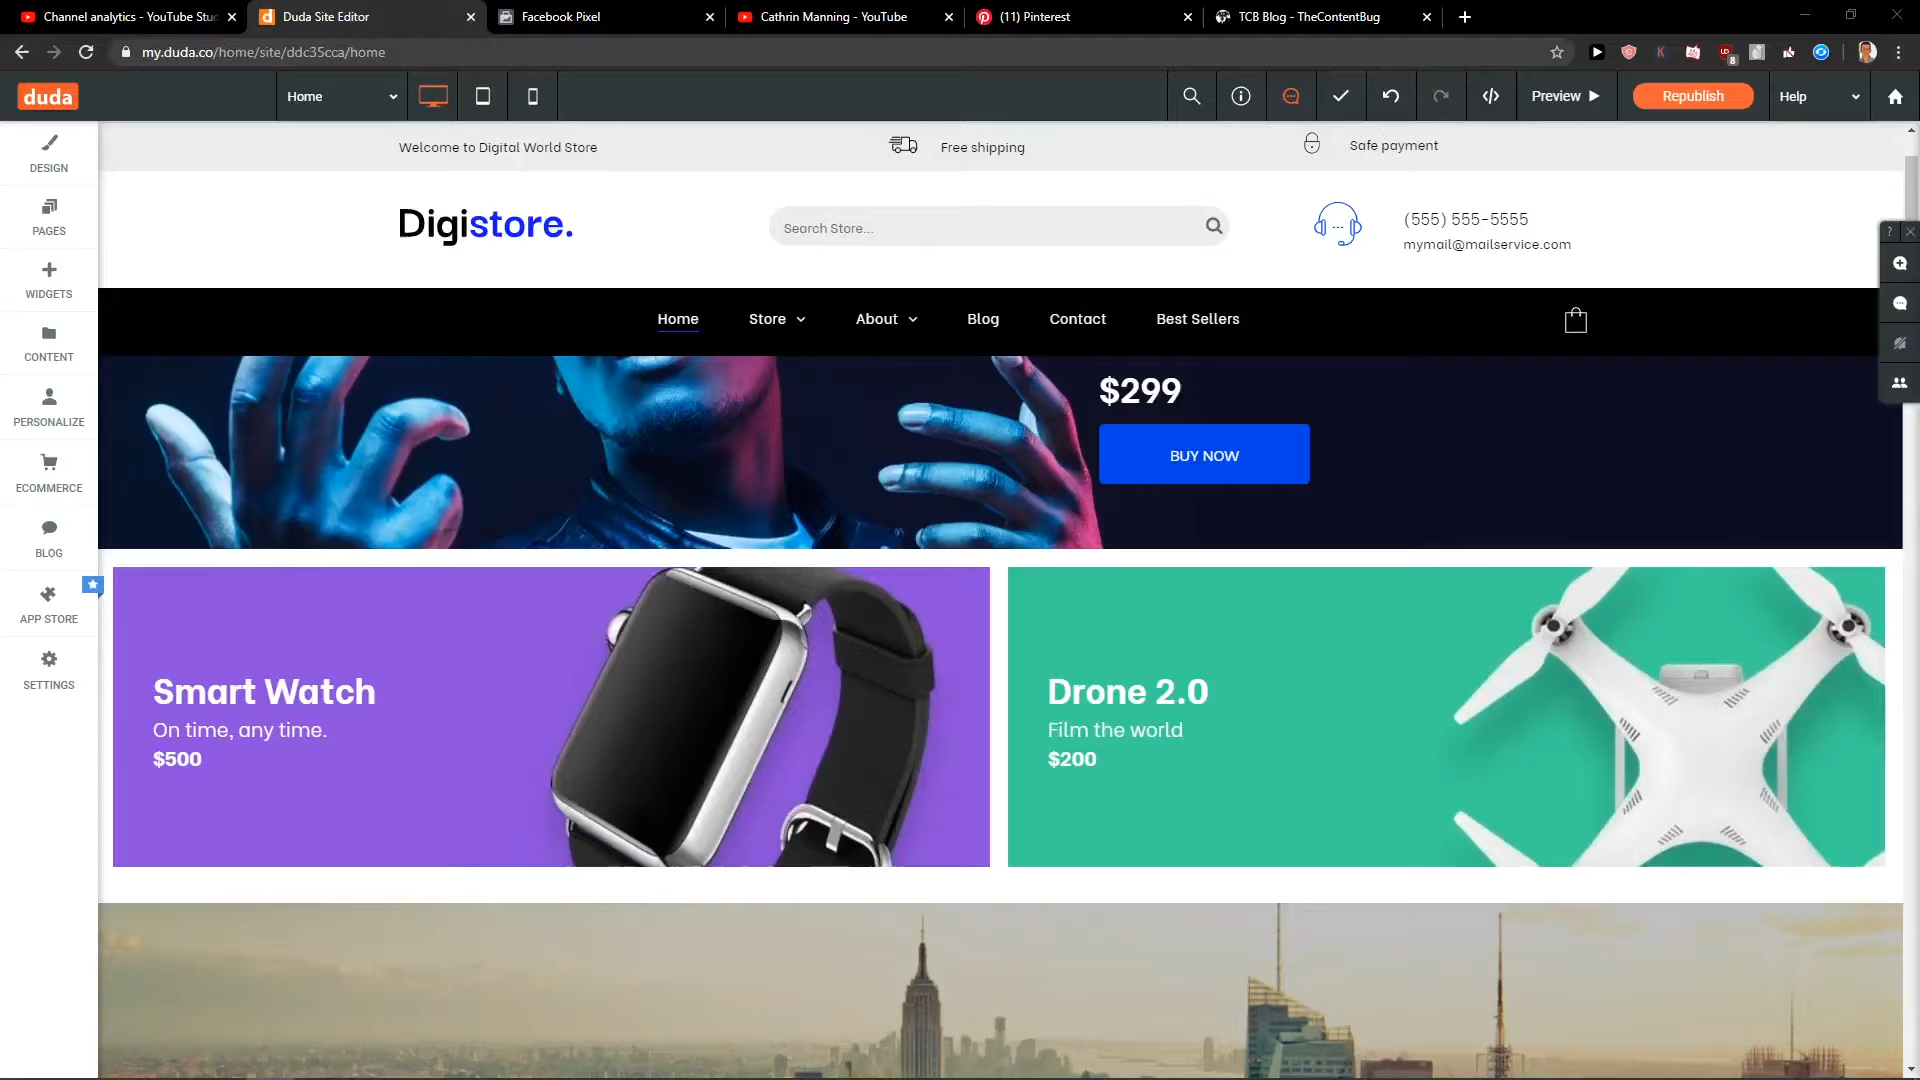 Channel analytics - YouTube Stu
Duda Site Editor
Facebook Pixel
Cathrin Manning - YouTube
(11) Pinterest
TCB Blog - TheContentBug
my.duda.co/home/site/ddc35cca/home
8
duda
Home
Preview
Republish
Help
DESIGN
PAGES
WIDGETS
CONTENT
PERSONALIZE
ECOMMERCE
BLOG
APP STORE
SETTINGS
Welcome to Digital World Store
Free shipping
Safe payment
Digistore.
Search Store...
(555) 555-5555
mymail@mailservice.com
?
Home
Store
About
Blog
Contact
Best Sellers
$299
BUY NOW
Smart Watch
On time, any time.
$500
Drone 2.0
Film the world
$200